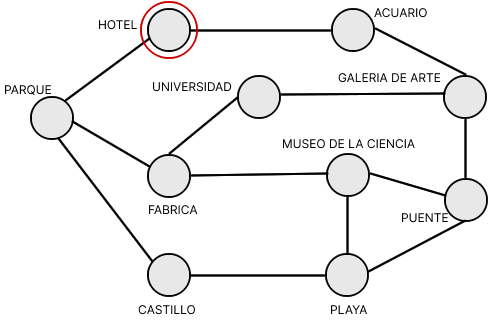 ACUARIO
HOTEL
GALERIA DE ARTE
UNIVERSIDAD
PARQUE
MUSEO DE LA CIENCIA
FABRICA
PUENTE
CASTILLO
PLAYA